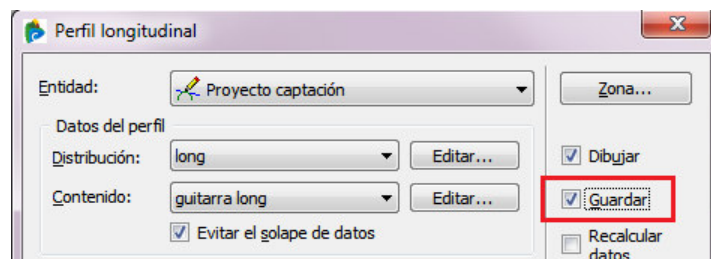 Perfil longitudinal
Entidad: Proyecto captación Zona...
Datos del perfil
Distribución: long Editar... Dibujar
Contenido: guitarra long Editar... Guardar
Evitar el solape de datos Recalcular
datos